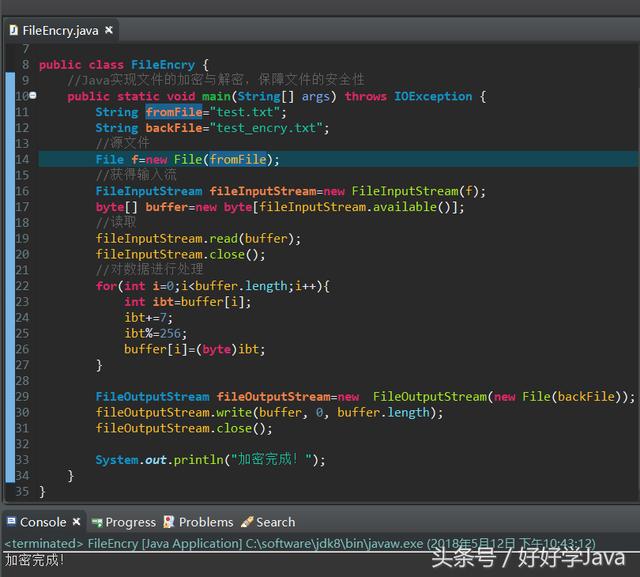 FileEncry.java
7
8 public class FileEncry {
9 //Java实现文件的加密与解密，保障文件的安全性
10 public static void main(String[] args) throws IOException {
11 String fromFile="test.txt";
12 String backFile="test_encry.txt";
13 //源文件
14 File f=new File(fromFile);
15 //获得输入流
16 FileInputStream fileInputStream=new FileInputStream(f);
17 byte[] buffer=new byte[fileInputStream.available()];
18 //读取
19 fileInputStream.read(buffer);
20 fileInputStream.close();
21 //对数据进行处理
22 for(int i=0;i<buffer.length;i++){
23 int ibt=buffer[i];
24 ibt+=7;
25 ibt%=256;
26 buffer[i]=(byte)ibt;
27 }
28
29 FileOutputStream fileOutputStream=new  FileOutputStream(new File(backFile));
30 fileOutputStream.write(buffer, 0, buffer.length);
31 fileOutputStream.close();
32
33 System.out.println("加密完成！");
34 }
35 }
Console Progress Problems Search
<terminated> FileEncry [Java Application] C:\software\jdk8\bin\javaw.exe (2018年5月12日 下午10:43:12)
加密完成！
头条号 / 好好学Java